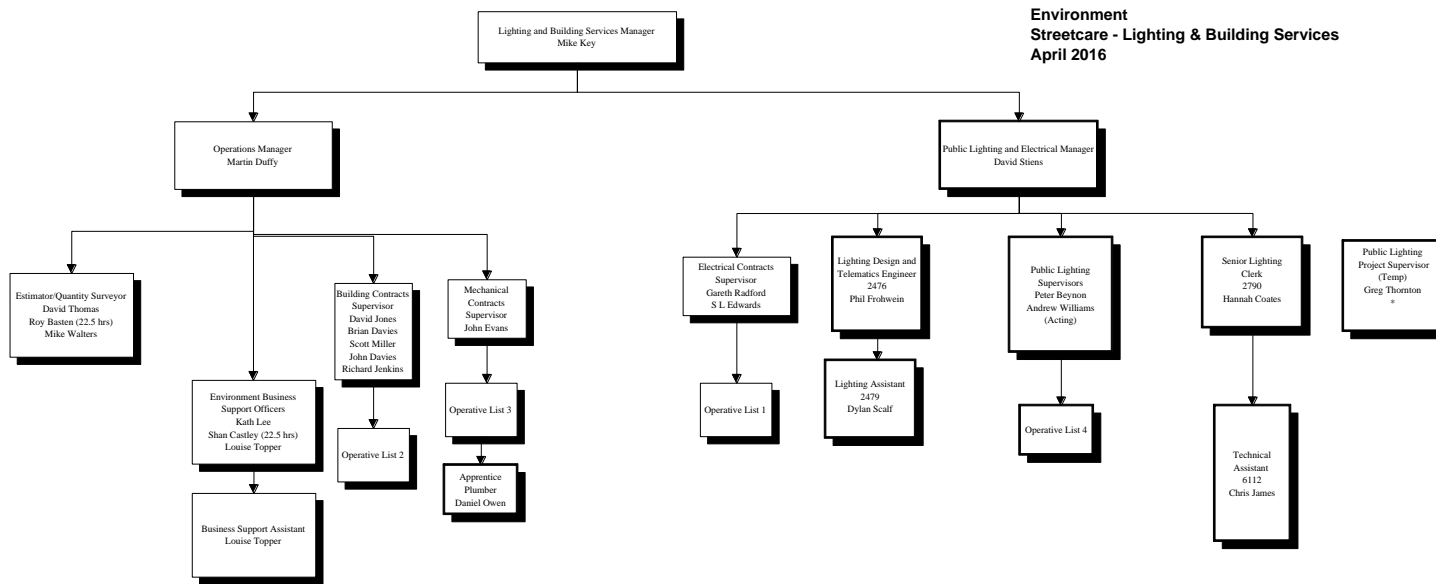 Environment
Streetcare - Lighting & Building Services
April 2016
Lighting and Building Services Manager
Mike Key
Operations Manager
Martin Duffy
Public Lighting and Electrical Manager
David Stiens
Estimator/Quantity Surveyor
David Thomas
Roy Basten (22.5 hrs)
Mike Walters
Environment Business
Support Officers
Kath Lee
Shan Castley (22.5 hrs)
Louise Topper
Business Support Assistant
Louise Topper
Building Contracts
Supervisor
David Jones
Brian Davies
Scott Miller
John Davies
Richard Jenkins
Operative List 2
Mechanical
Contracts
Supervisor
John Evans
Operative List 3
Apprentice
Plumber
Daniel Owen
Electrical Contracts
Supervisor
Gareth Radford
S L Edwards
Operative List 1
Lighting Design and
Telematics Engineer
2476
Phil Frohwein
Lighting Assistant
2479
Dylan Scalf
Public Lighting
Supervisors
Peter Beynon
Andrew Williams
(Acting)
Operative List 4
Senior Lighting
Clerk
2790
Hannah Coates
Technical
Assistant
6112
Chris James
Public Lighting
Project Supervisor
(Temp)
Greg Thornton
*